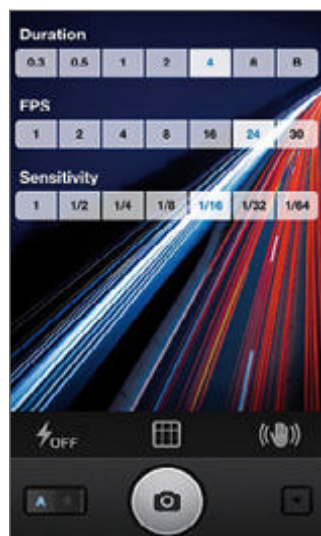 Duration
0.3 0.5 1 2 4 8 B
FPS
1 2 4 8 16 24 30
Sensitivity
1 1/2 1/4 1/8 1/16 1/32 1/64
OFF
A